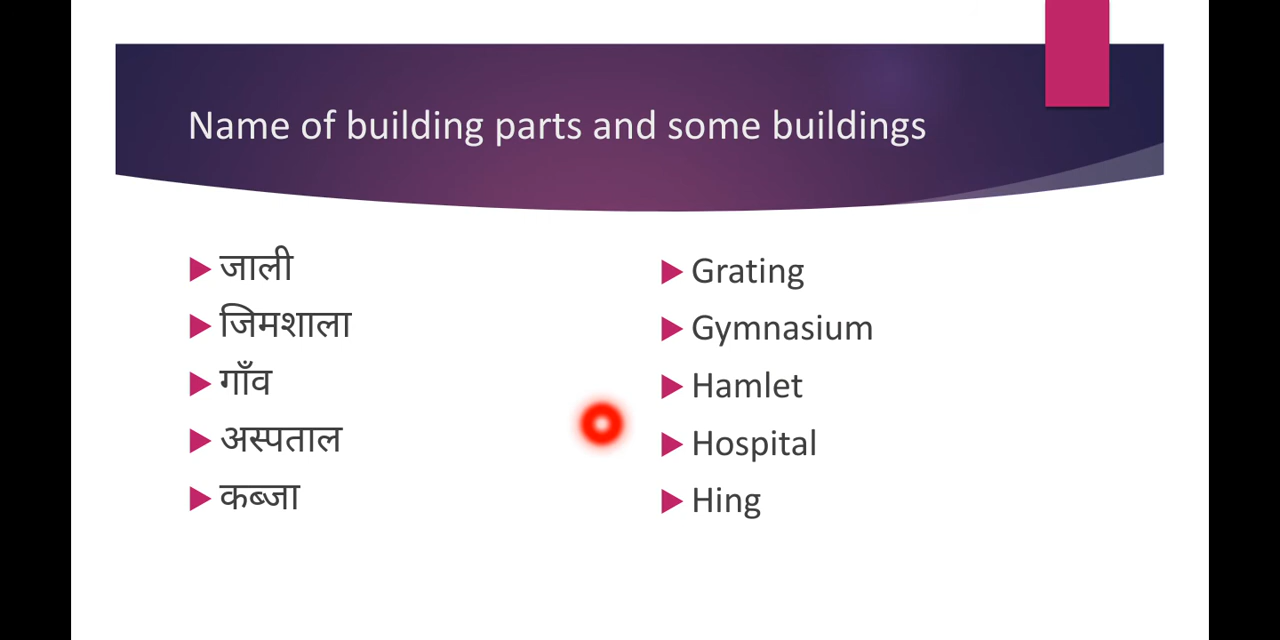 Name of building parts and some buildings
जाली
जिमशाला
गाँव
अस्पताल
कब्जा
Grating
Gymnasium
Hamlet
Hospital
Hing